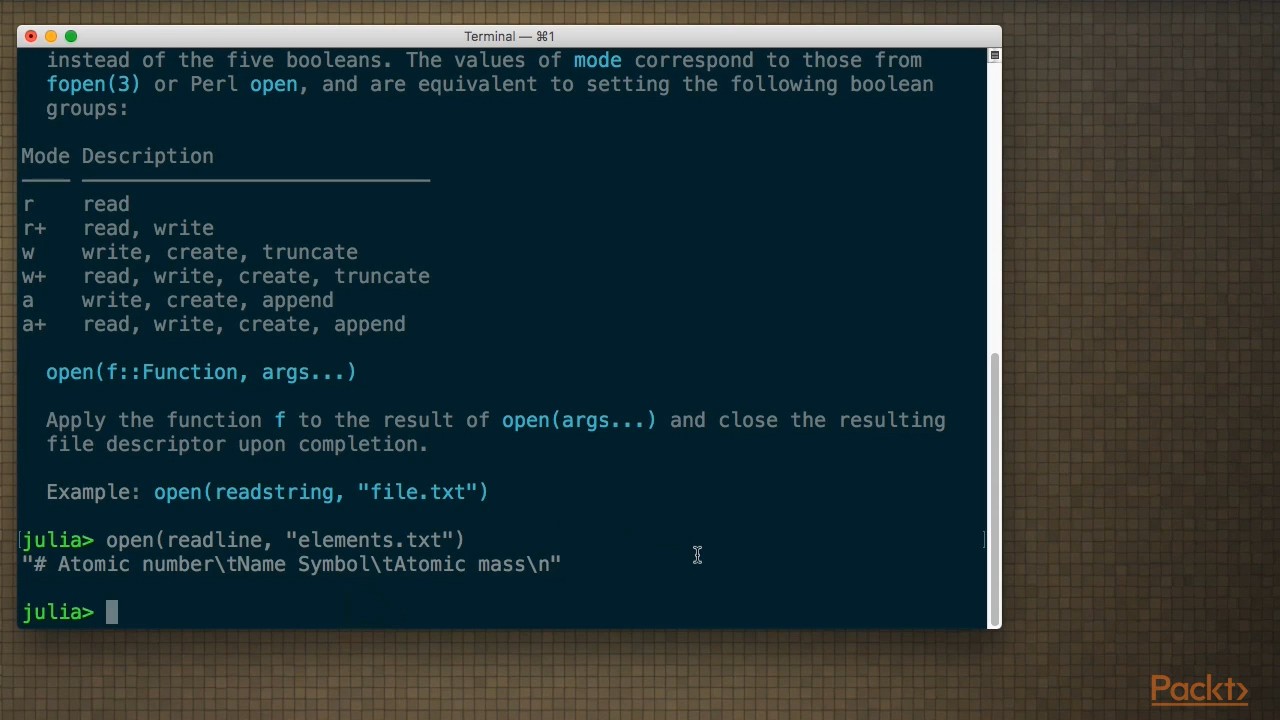 Terminal — ⌘1
instead of the five booleans. The values of mode correspond to those from
fopen(3) or Perl open, and are equivalent to setting the following boolean
groups:
Mode Description
r read
r+ read, write
w write, create, truncate
w+ read, write, create, truncate
a write, create, append
a+ read, write, create, append
open(f::Function, args...)
Apply the function f to the result of open(args...) and close the resulting
file descriptor upon completion.
Example: open(readstring, "file.txt")
julia> open(readline, "elements.txt")
"# Atomic number\tName Symbol\tAtomic mass\n"
julia>
Packt>